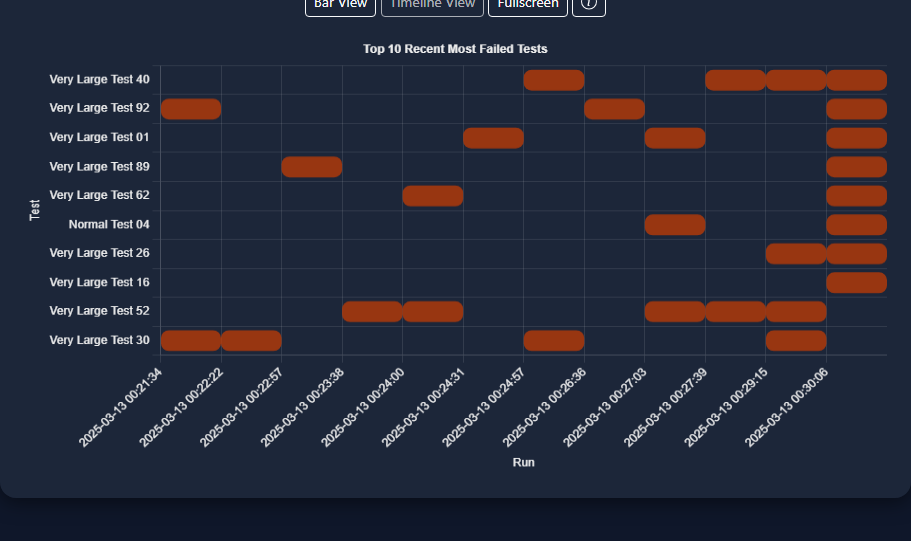 Bar View Timeline View Fullscreen i
Top 10 Recent Most Failed Tests
Test
Very Large Test 40
Very Large Test 92
Very Large Test 01
Very Large Test 89
Very Large Test 62
Normal Test 04
Very Large Test 26
Very Large Test 16
Very Large Test 52
Very Large Test 30
2025-03-13 00:21:34
2025-03-13 00:22:22
2025-03-13 00:22:57
2025-03-13 00:23:38
2025-03-13 00:24:00
2025-03-13 00:24:31
2025-03-13 00:24:57
2025-03-13 00:26:36
2025-03-13 00:27:03
2025-03-13 00:27:39
2025-03-13 00:29:15
2025-03-13 00:30:06
Run